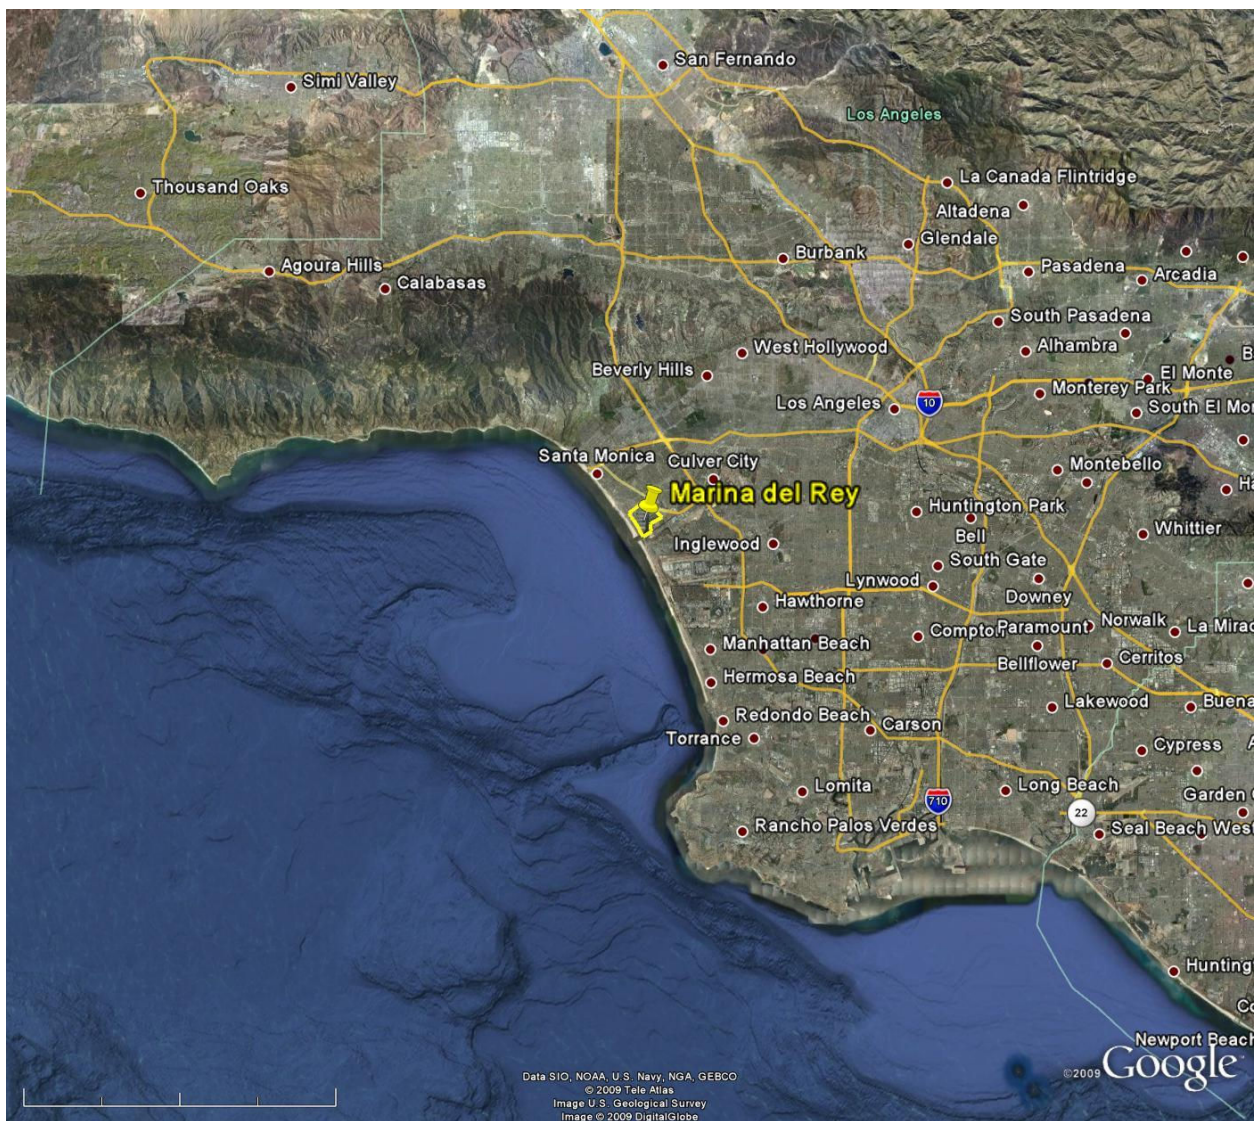 San Fernando
Simi Valley
Los Angeles
La Canada Flintridge
Thousand Oaks
Altadena
Glendale
Burbank
Agoura Hills
Pasadena
Arcadia
Calabasas
South Pasadena
West Hollywood
Alhambra
Beverly Hills
El Monte
Monterey Park
Los Angeles
10
South El Mon
Santa Monica
Culver City
Montebello
Marina del Rey
Huntington Park
Bell
Whittier
Inglewood
South Gate
Lynwood
Downey
Hawthorne
Compton
Paramount
Norwalk
La Mirad
Manhattan Beach
Bellflower
Cerritos
Hermosa Beach
Lakewood
Buena
Redondo Beach
Carson
Torrance
Cypress
Lomita
Long Beach
Garden
710
22
Rancho Palos Verdes
Seal Beach
West
Huntingt
Newport Beach
Data SIO, NOAA, U.S. Navy, NGA, GEBCO
© 2009 Tele Atlas
Image U.S. Geological Survey
Image © 2009 DigitalGlobe
©2009 Google